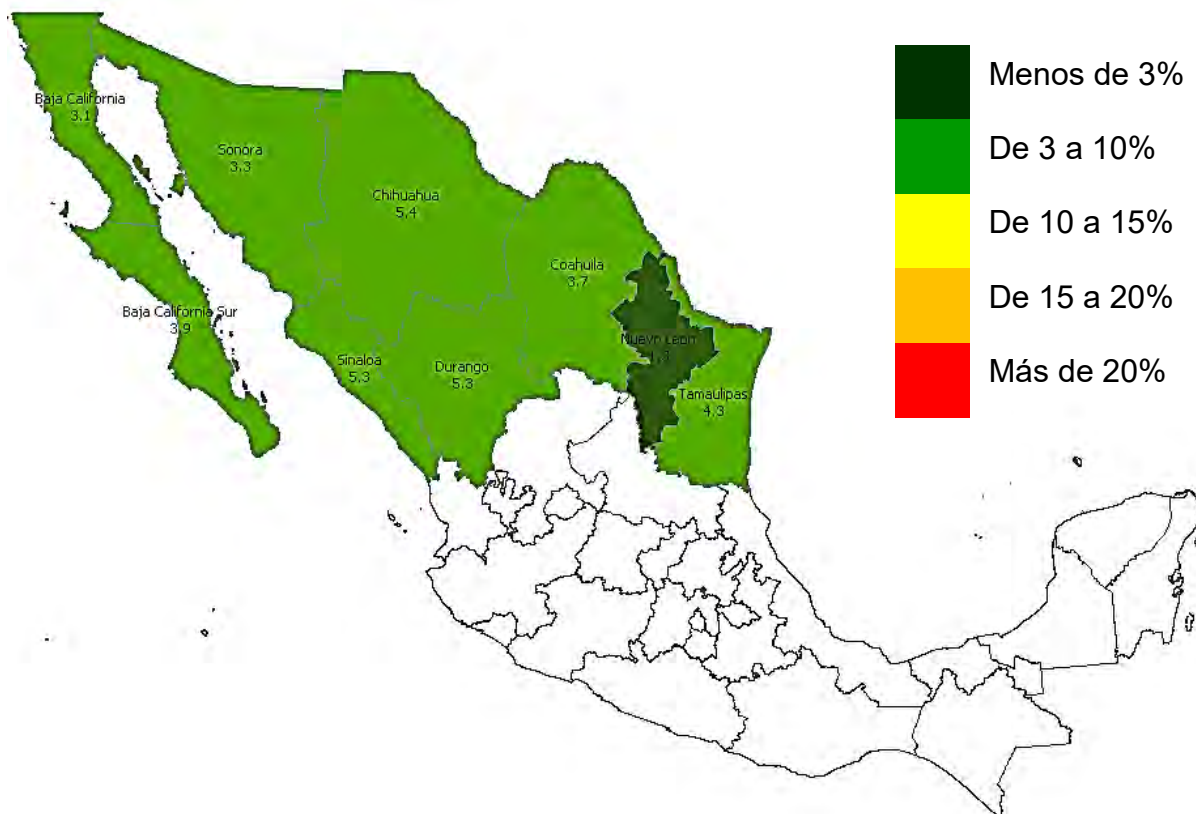 Baja California
3,1
Sonora
3,3
Chihuahua
5,4
Coahuila
3,7
Nuevo León
Baja California Sur
3,9
Sinaloa
5,3
Durango
5,3
Tamaulipas
4,3
Menos de 3%
De 3 a 10%
De 10 a 15%
De 15 a 20%
Más de 20%